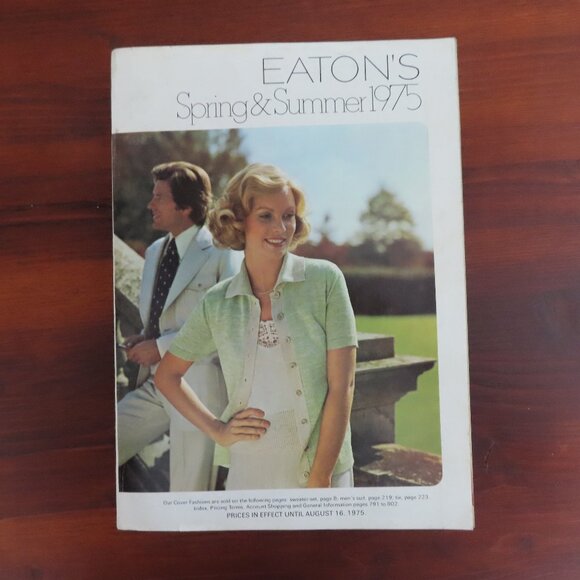 EATON'S
Spring & Summer 1975
Our Cover Fashions are sold on the following pages: sweater-set, page 8; men's suit, page 219; tie, page 223.
Index, Pricing Terms, Account Shopping and General Information pages 791 to 802.
PRICES IN EFFECT UNTIL AUGUST 16, 1975.